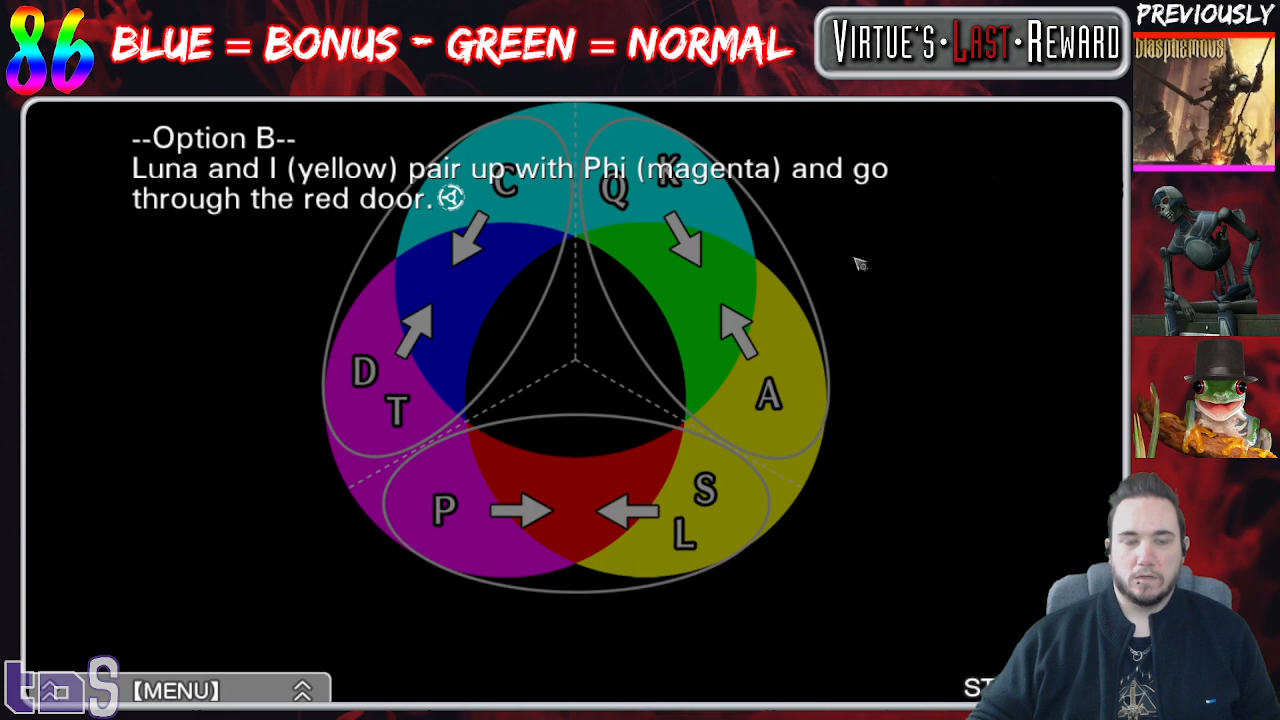 86 BLUE = BONUS - GREEN = NORMAL
VIRTUE'S·LAST·REWARD
PREVIOUSLY
blasphemous
--Option B--
Luna and I (yellow) pair up with Phi (magenta) and go
through the red door.
C
Q
K
D
T
A
P
S
L
【MENU】
ST